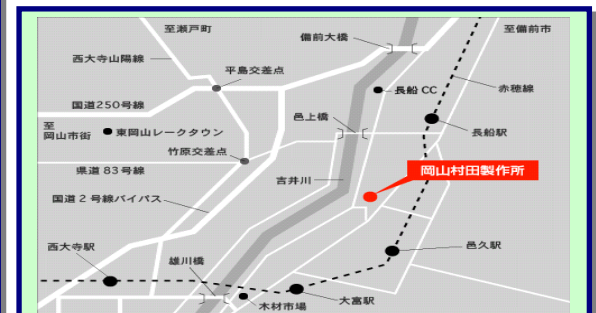 至瀬戸町
至備前市
備前大橋
西大寺山陽線
平島交差点
長船CC
赤穂線
国道250号線
邑上橋
至
岡山市街
東岡山レークタウン
長船駅
竹原交差点
県道83号線
吉井川
岡山村田製作所
国道2号線バイパス
西大寺駅
雄川橋
邑久駅
木材市場
大富駅